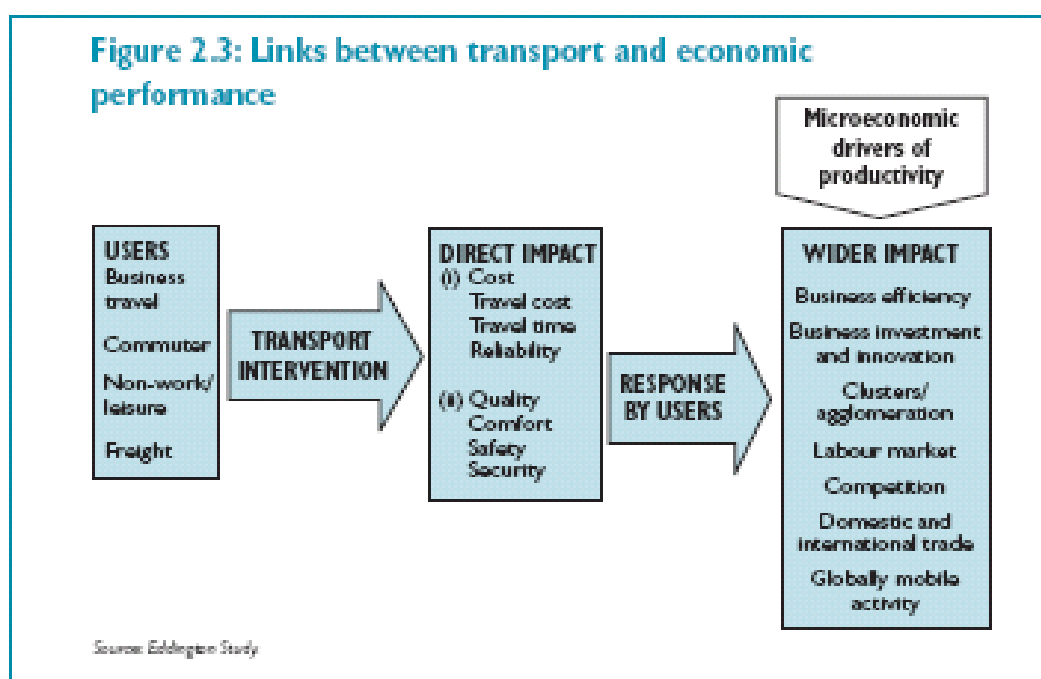 Figure 2.3: Links between transport and economic
performance
Microeconomic
drivers of
productivity
USERS
Business
travel
Commuter
Non-work/
leisure
Freight
TRANSPORT
INTERVENTION
DIRECT IMPACT
(i) Cost
Travel cost
Travel time
Reliability
(ii) Quality
Comfort
Safety
Security
RESPONSE
BY USERS
WIDER IMPACT
Business efficiency
Business investment
and innovation
Clusters/
agglomeration
Labour market
Competition
Domestic and
international trade
Globally mobile
activity
Source: Eddington Study